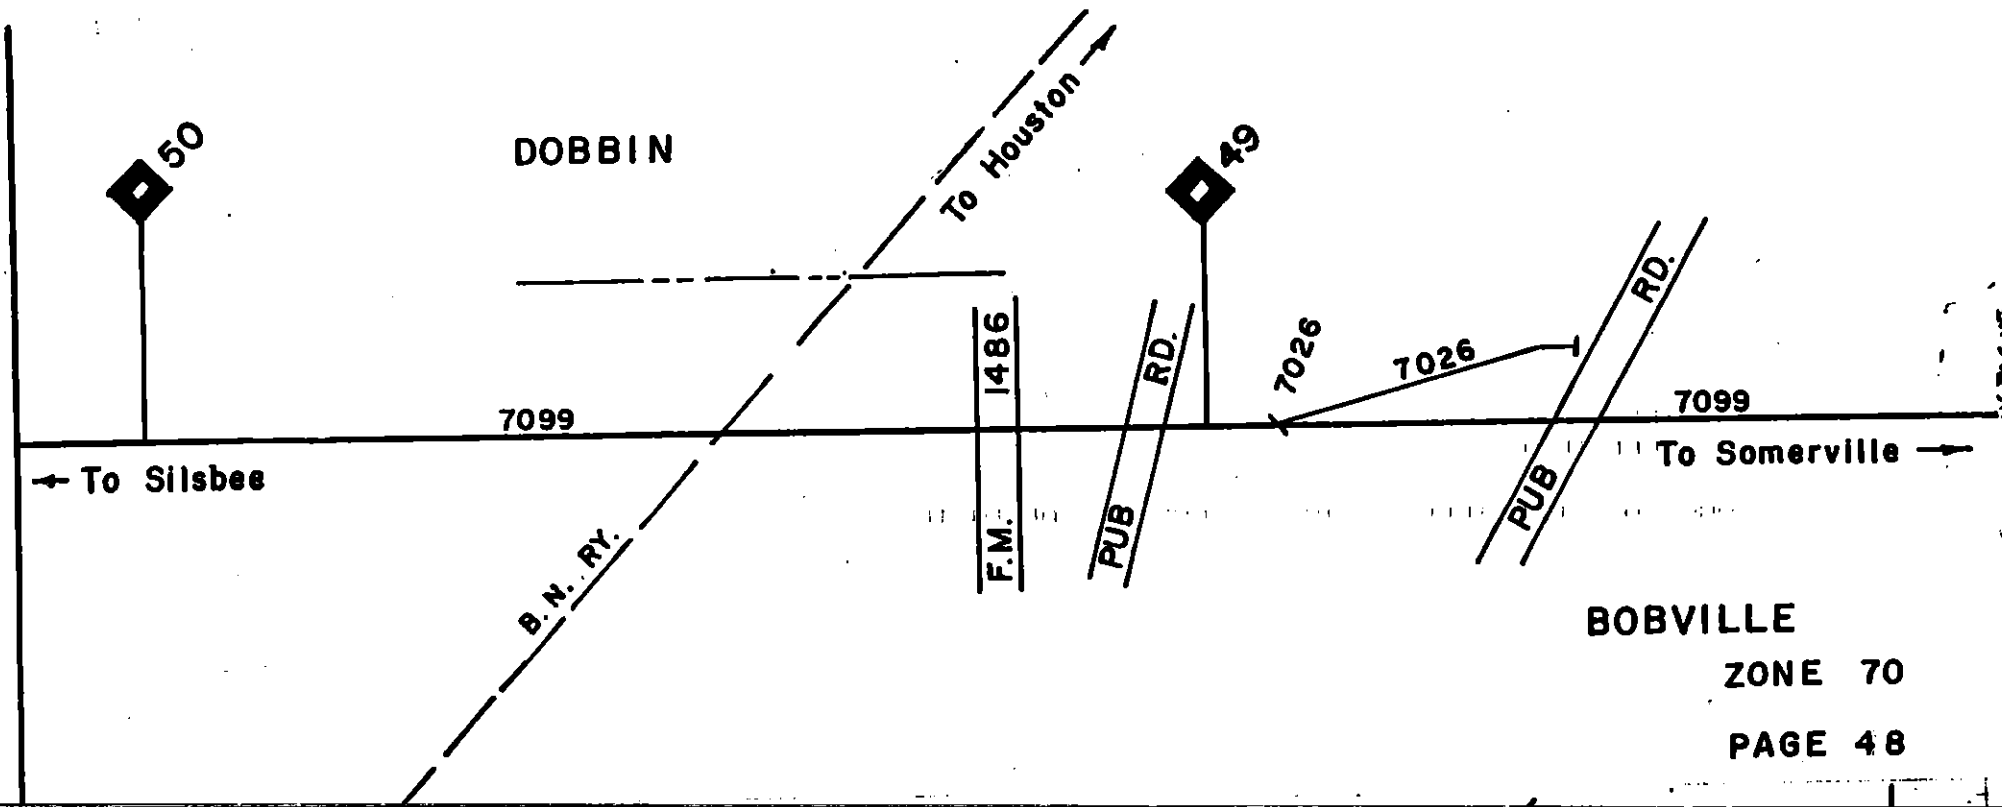 50
DOBBIN
To Houston
49
F.M. 1486
PUB RD.
7026
7026
PUB RD.
7099
7099
To Silsbee
To Somerville
B. N. RY.
BOBVILLE
ZONE 70
PAGE 48